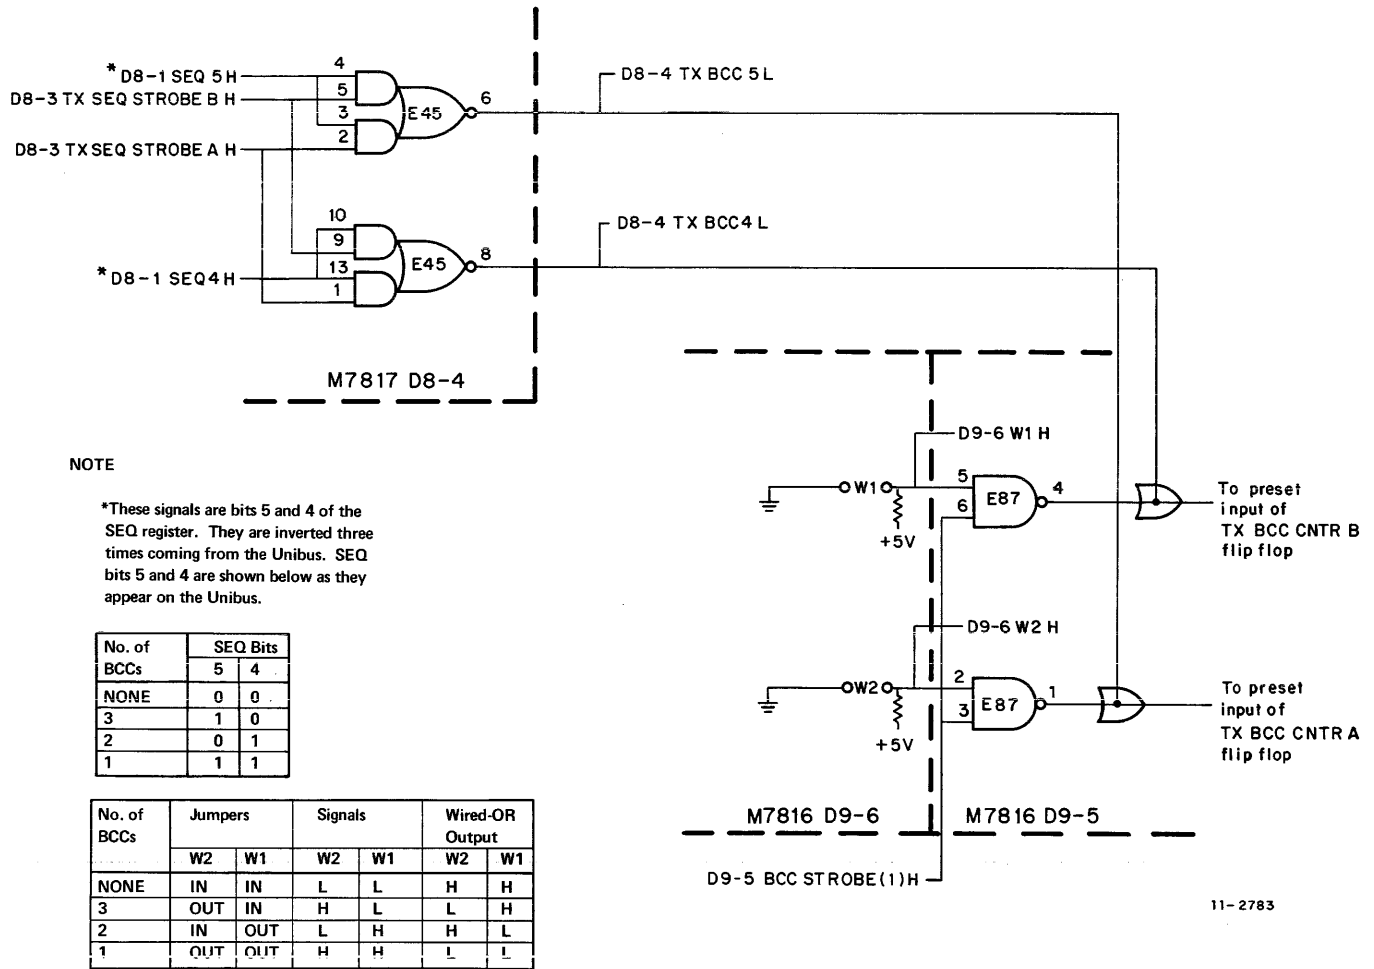 *D8-1 SEQ 5H
D8-3 TX SEQ STROBE B H
D8-3 TX SEQ STROBE A H
4
5
3
2
E45
6
D8-4 TX BCC 5L
*D8-1 SEQ4H
10
9
13
1
E45
8
D8-4 TX BCC4L
M7817 D8-4
D9-6 W1H
W1
+5V
5
6
E87
4
To preset
input of
TX BCC CNTR B
flip flop
D9-6 W2H
W2
+5V
2
3
E87
1
To preset
input of
TX BCC CNTR A
flip flop
M7816 D9-6
M7816 D9-5
D9-5 BCC STROBE(1)H
11-2783
NOTE
*These signals are bits 5 and 4 of the
SEQ register. They are inverted three
times coming from the Unibus. SEQ
bits 5 and 4 are shown below as they
appear on the Unibus.
No. of BCCs SEQ Bits
5 4
NONE 0 0
3 1 0
2 0 1
1 1 1
No. of BCCs Jumpers Signals Wired-OR Output
W2 W1 W2 W1 W2 W1
NONE IN IN L L H H
3 OUT IN H L L H
2 IN OUT L H H L
1 OUT OUT H H L L